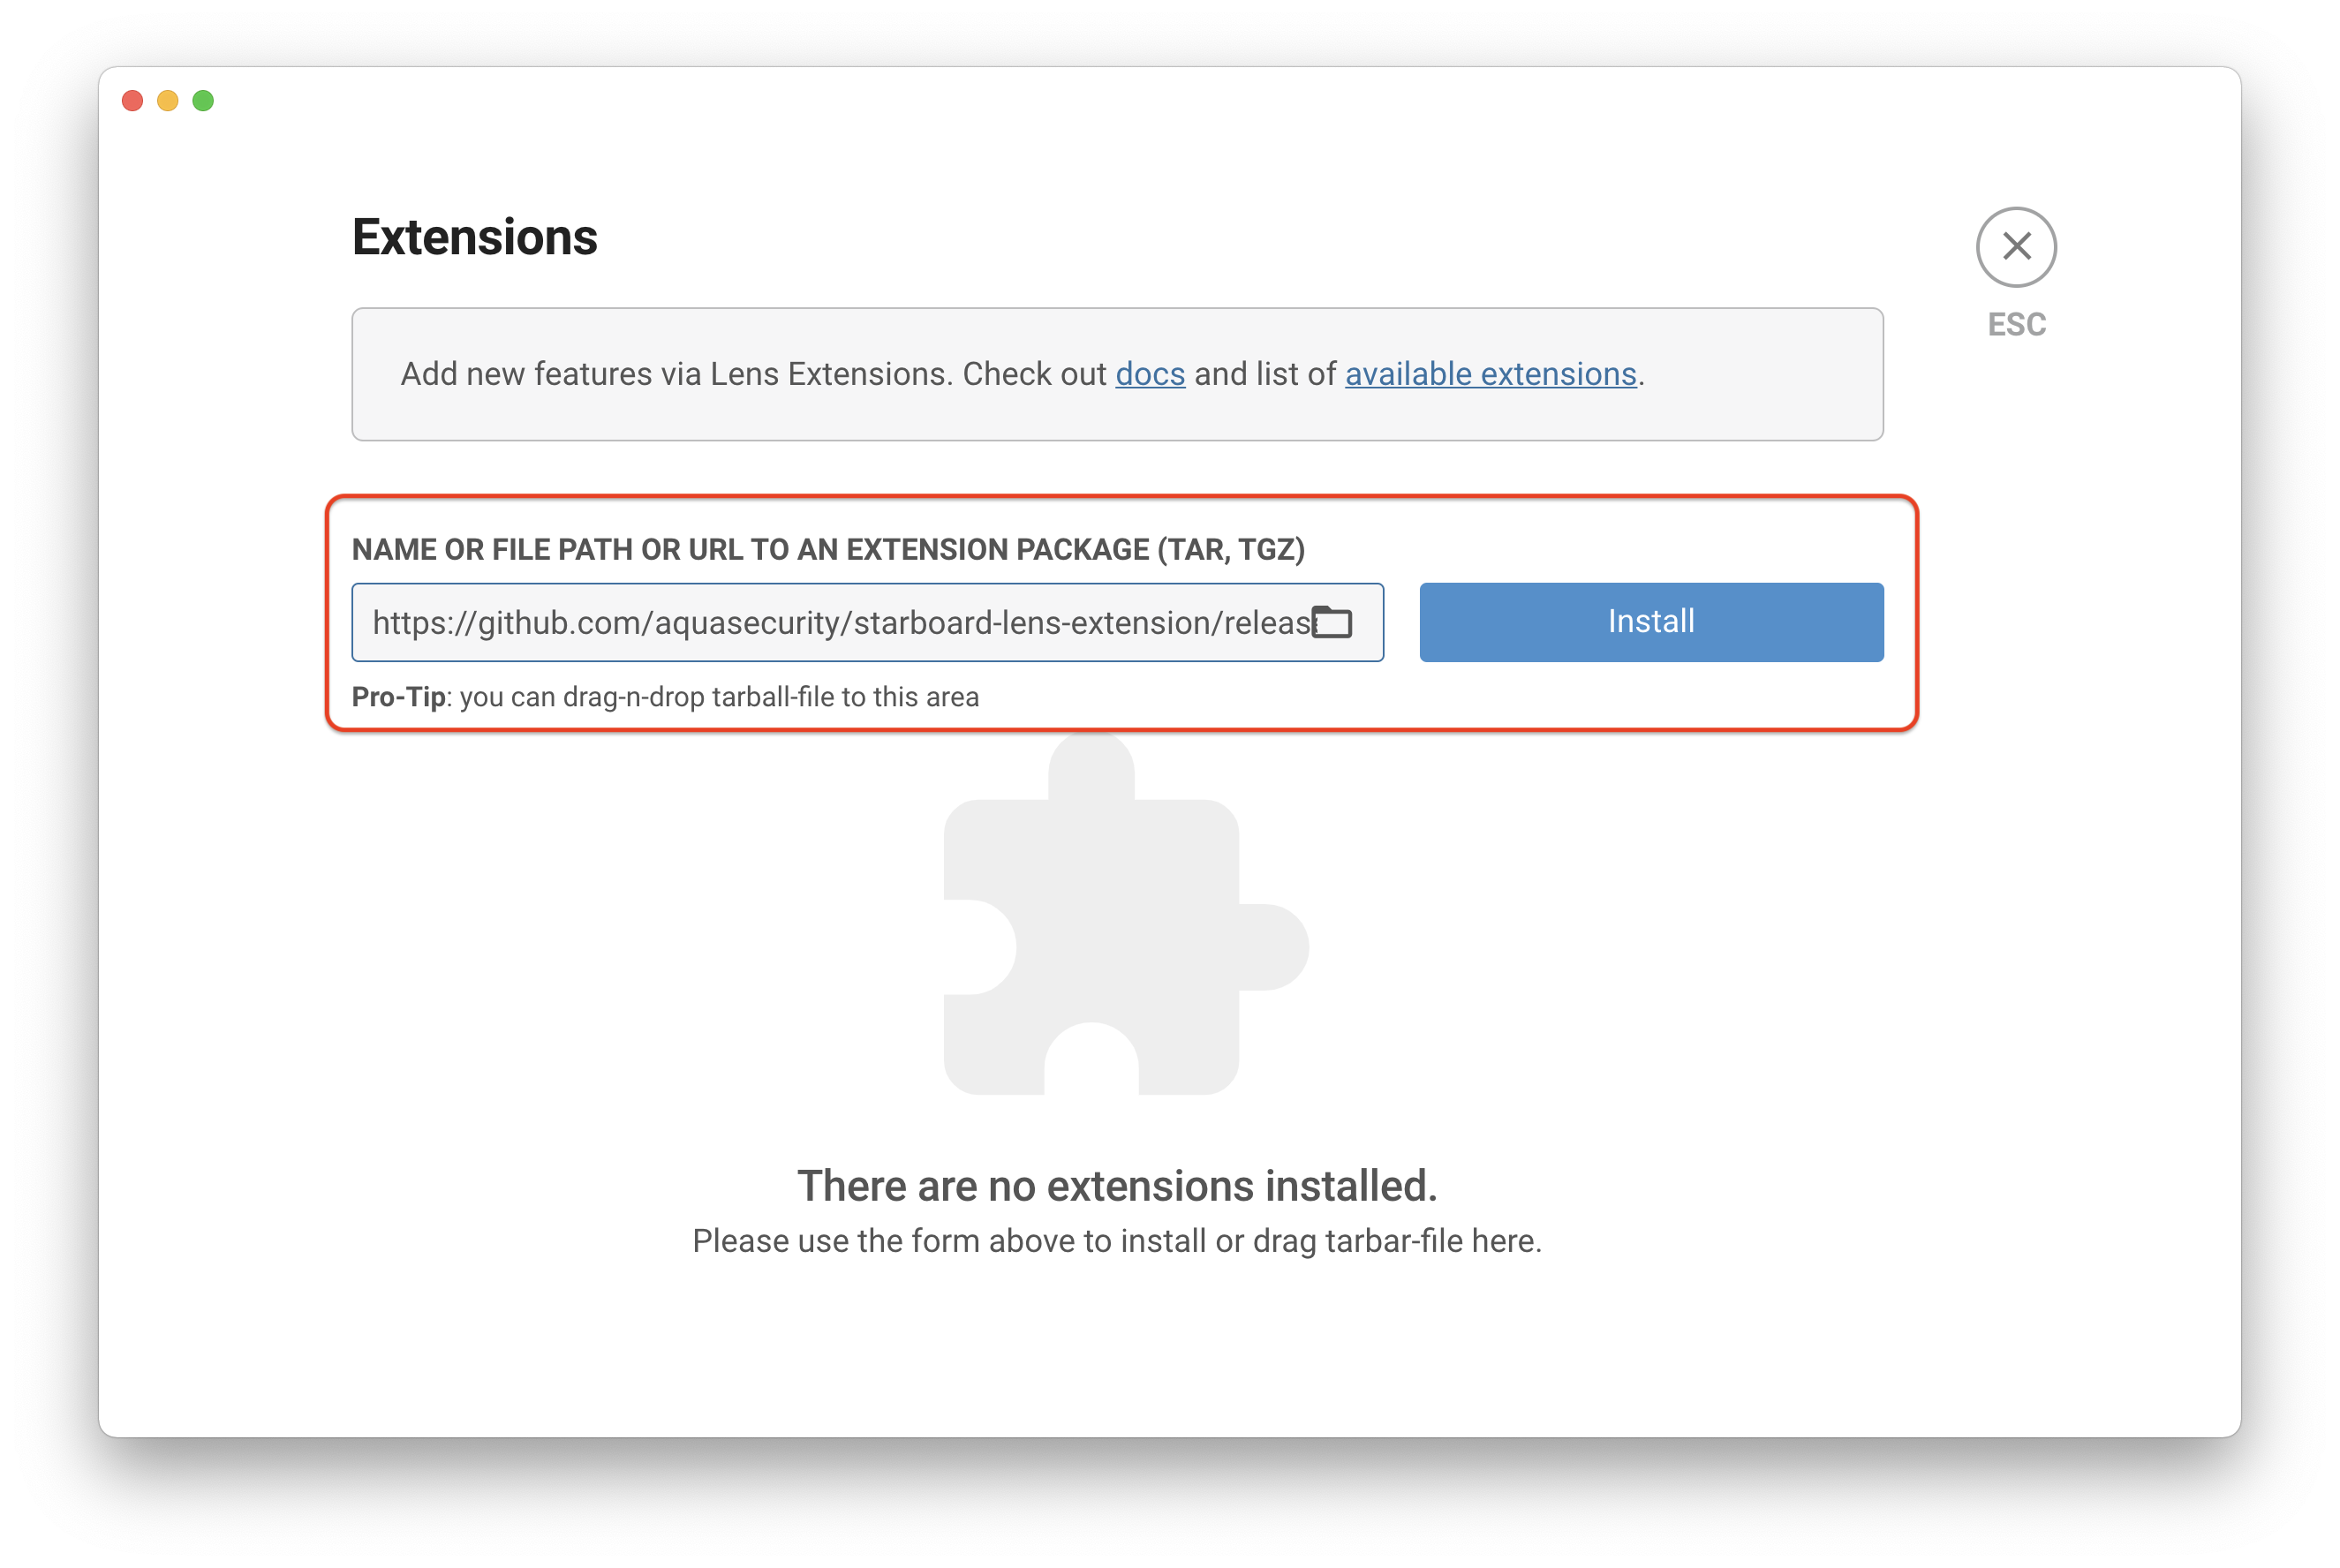 Extensions
ESC
Add new features via Lens Extensions. Check out docs and list of available extensions.
NAME OR FILE PATH OR URL TO AN EXTENSION PACKAGE (TAR, TGZ)
https://github.com/aquasecurity/starboard-lens-extension/releas
Install
Pro-Tip: you can drag-n-drop tarball-file to this area
There are no extensions installed.
Please use the form above to install or drag tarbar-file here.